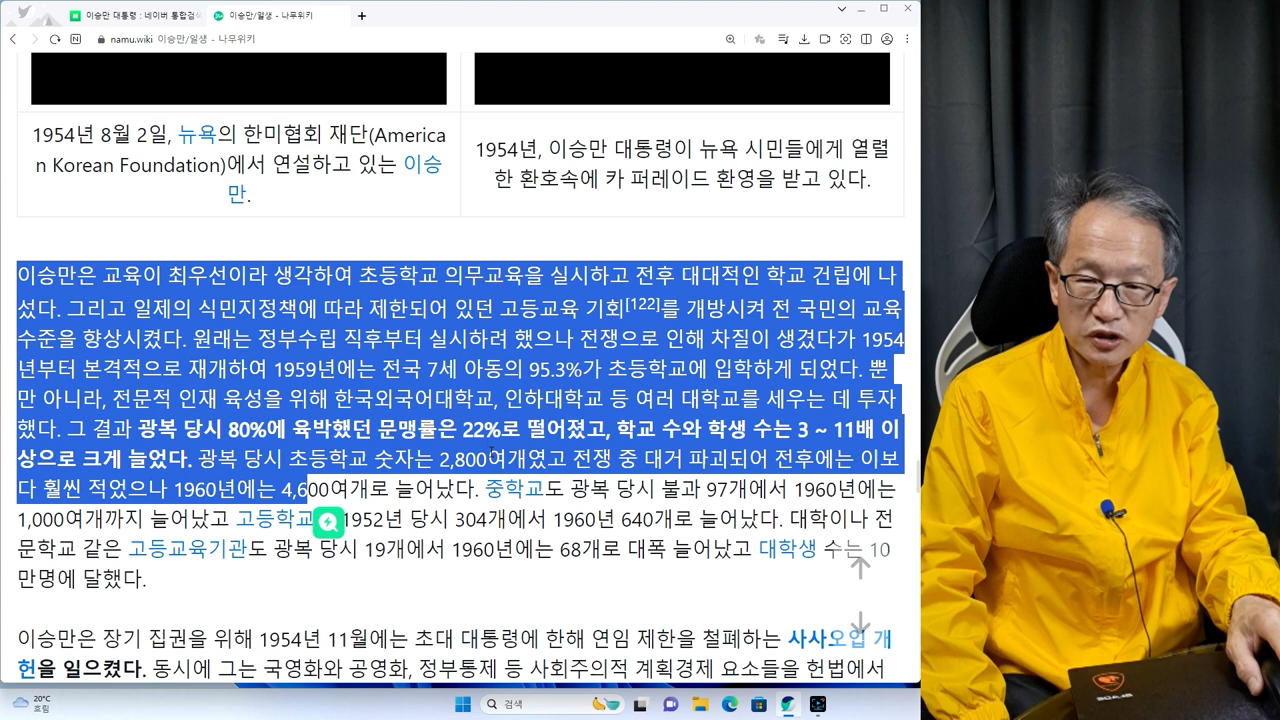 이승만 대통령 : 네이버 통합검색
이승만/일생 - 나무위키
namu.wiki 이승만/일생 - 나무위키
1954년 8월 2일, 뉴욕의 한미협회 재단(America
n Korean Foundation)에서 연설하고 있는 이승
만.
1954년, 이승만 대통령이 뉴욕 시민들에게 열렬
한 환호속에 카 퍼레이드 환영을 받고 있다.
이승만은 교육이 최우선이라 생각하여 초등학교 의무교육을 실시하고 전후 대대적인 학교 건립에 나
섰다. 그리고 일제의 식민지정책에 따라 제한되어 있던 고등교육 기회[122]를 개방시켜 전 국민의 교육
수준을 향상시켰다. 원래는 정부수립 직후부터 실시하려 했으나 전쟁으로 인해 차질이 생겼다가 1954
년부터 본격적으로 재개하여 1959년에는 전국 7세 아동의 95.3%가 초등학교에 입학하게 되었다. 뿐
만 아니라, 전문적 인재 육성을 위해 한국외국어대학교, 인하대학교 등 여러 대학교를 세우는 데 투자
했다. 그 결과 광복 당시 80%에 육박했던 문맹률은 22%로 떨어졌고, 학교 수와 학생 수는 3 ~ 11배 이
상으로 크게 늘었다. 광복 당시 초등학교 숫자는 2,800여개였고 전쟁 중 대거 파괴되어 전후에는 이보
다 훨씬 적었으나 1960년에는 4,600여개로 늘어났다. 중학교도 광복 당시 불과 97개에서 1960년에는
1,000여개까지 늘어났고 고등학교 1952년 당시 304개에서 1960년 640개로 늘어났다. 대학이나 전
문학교 같은 고등교육기관도 광복 당시 19개에서 1960년에는 68개로 대폭 늘어났고 대학생 수는 10
만명에 달했다.
이승만은 장기 집권을 위해 1954년 11월에는 초대 대통령에 한해 연임 제한을 철폐하는 사사오입 개
헌을 일으켰다. 동시에 그는 국영화와 공영화, 정부통제 등 사회주의적 계획경제 요소들을 헌법에서
20°C
흐림
검색